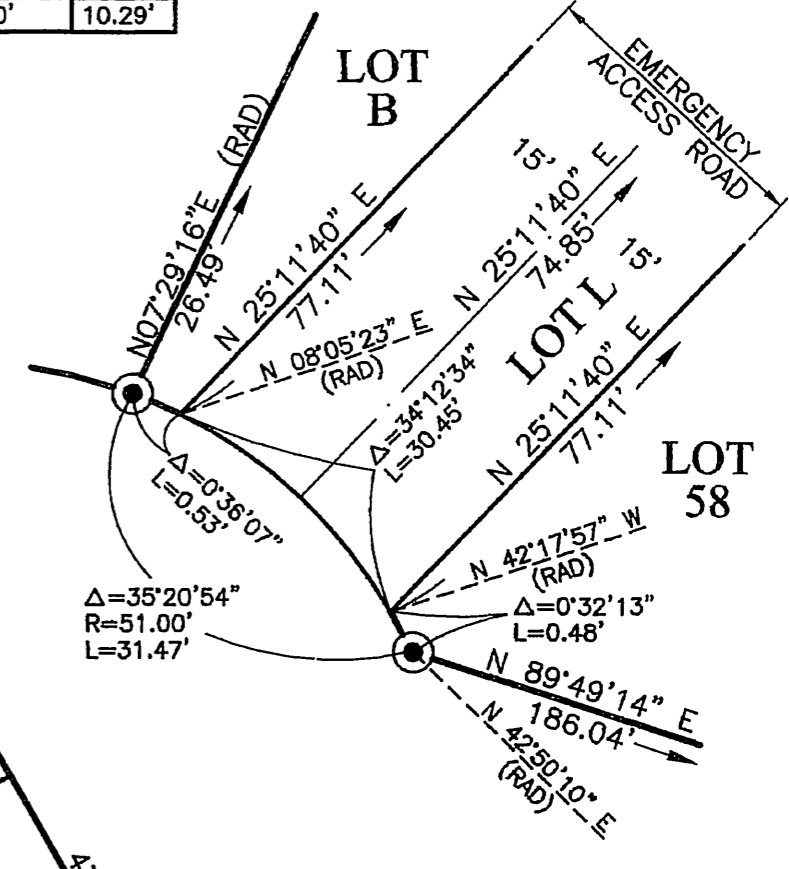 0'
10.29'
LOT
B
EMERGENCY
ACCESS ROAD
N07°29'16"E (RAD)
26.49
N 25°11'40" E
77.11'
15'
N 25°11'40" E
74.85'
15'
LOT L
N 08°05'23" E
(RAD)
Δ=34°12'34"
L=30.45'
N 25°11'40" E
77.11'
LOT
58
Δ=0°36'07"
L=0.53'
N 42°17'57" W
(RAD)
Δ=35°20'54"
R=51.00'
L=31.47'
Δ=0°32'13"
L=0.48'
N 89°49'14" E
186.04'
N 42°50'10" E
(RAD)